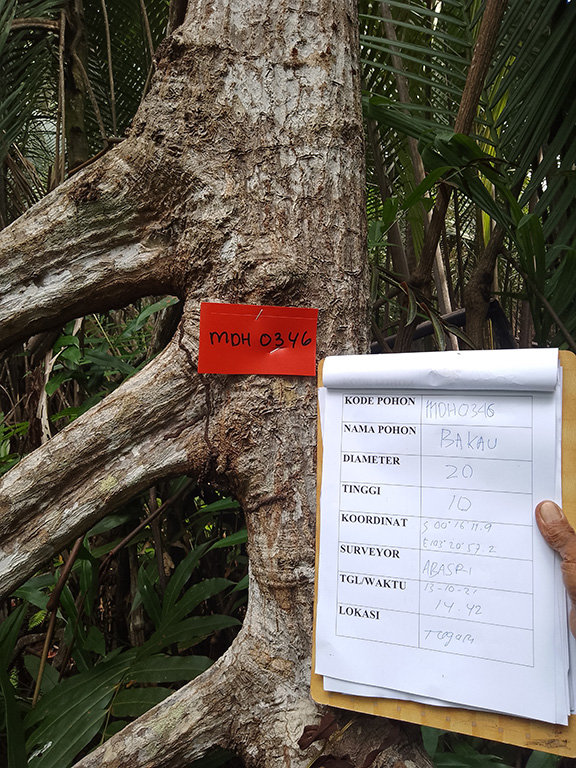 MDH 0346
KODE POHON MDH0346
NAMA POHON BAKAU
DIAMETER 20
TINGGI 10
KOORDINAT S 00° 16 11.9
E 103° 20' 57.2
SURVEYOR ABASRI
TGL/WAKTU 13-10-21
14.42
LOKASI